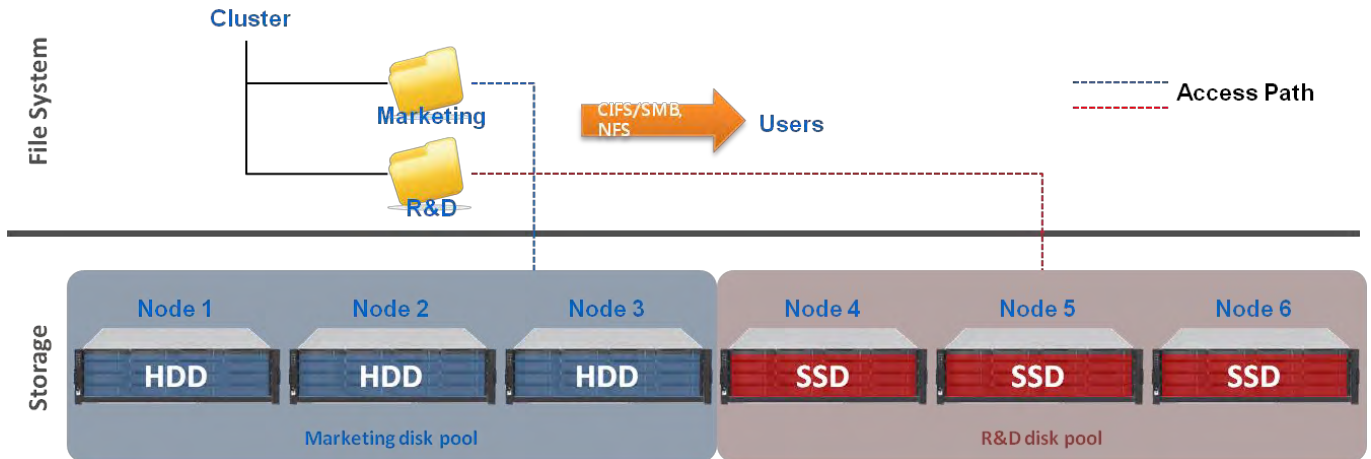 Cluster
File System
Marketing
CIFS/SMB,
NFS
Users
Access Path
R&D
Storage
Node 1
Node 2
Node 3
Node 4
Node 5
Node 6
HDD
HDD
HDD
SSD
SSD
SSD
Marketing disk pool
R&D disk pool